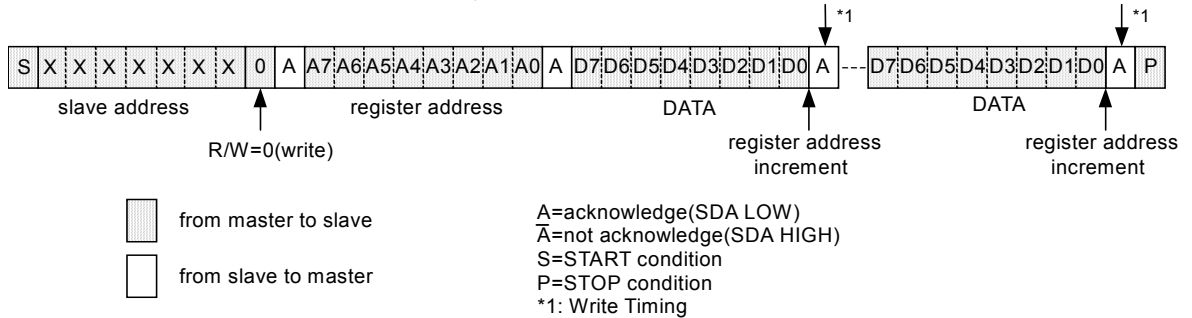 *1 *1
S X X X X X X X 0 A A7 A6 A5 A4 A3 A2 A1 A0 A D7 D6 D5 D4 D3 D2 D1 D0 A D7 D6 D5 D4 D3 D2 D1 D0 A P
slave address register address DATA DATA
R/W=0(write)
register address
increment
register address
increment
from master to slave
from slave to master
A=acknowledge(SDA LOW)
A̅=not acknowledge(SDA HIGH)
S=START condition
P=STOP condition
*1: Write Timing